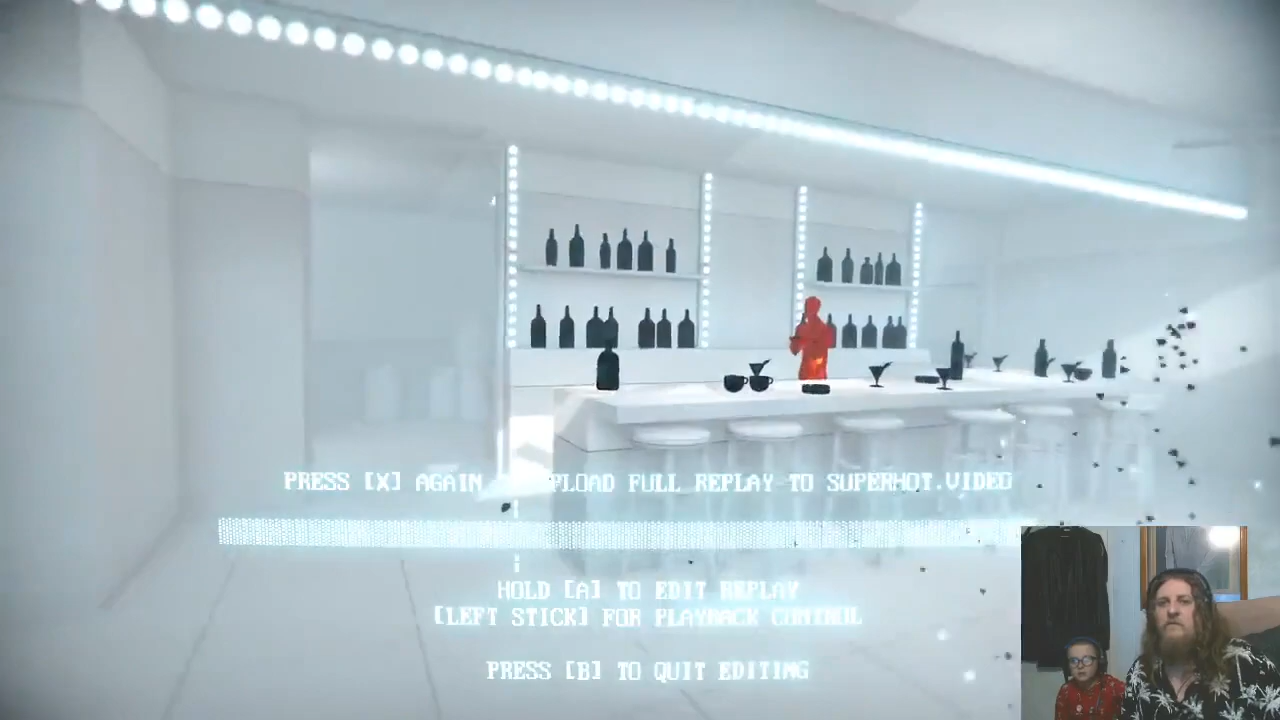 PRESS [X] AGAIN UPLOAD FULL REPLAY TO SUPERHOT.VIDEO
HOLD [A] TO EDIT REPLAY
[LEFT STICK] FOR PLAYBACK CONTROL
PRESS [B] TO QUIT EDITING